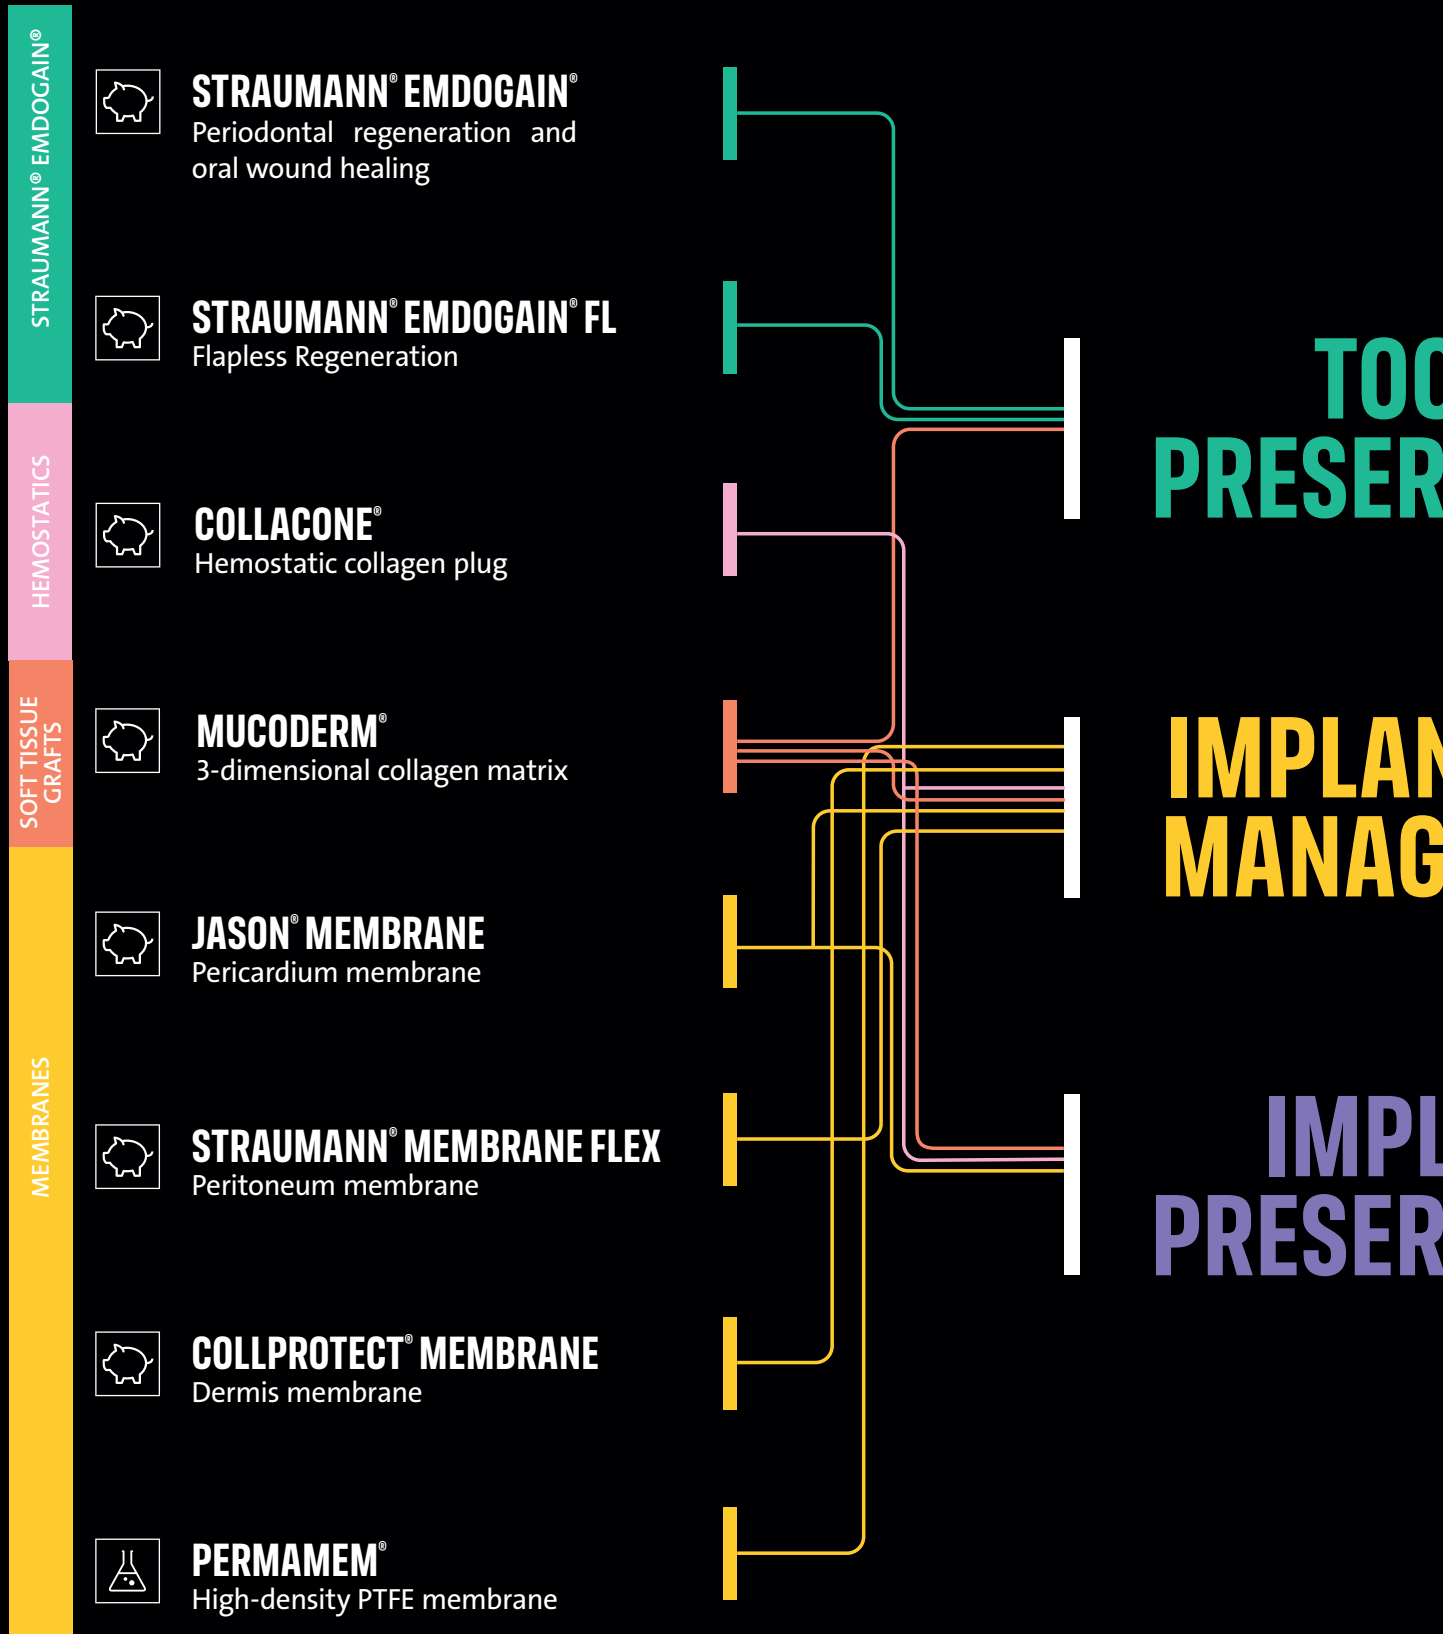 STRAUMANN® EMDOGAIN®
STRAUMANN® EMDOGAIN®
Periodontal regeneration and
oral wound healing
STRAUMANN® EMDOGAIN® FL
Flapless Regeneration
HEMOSTATICS
COLLACONE®
Hemostatic collagen plug
SOFT TISSUE
GRAFTS
MUCODERM®
3-dimensional collagen matrix
MEMBRANES
JASON® MEMBRANE
Pericardium membrane
STRAUMANN® MEMBRANE FLEX
Peritoneum membrane
COLLPROTECT® MEMBRANE
Dermis membrane
PERMAMEM®
High-density PTFE membrane